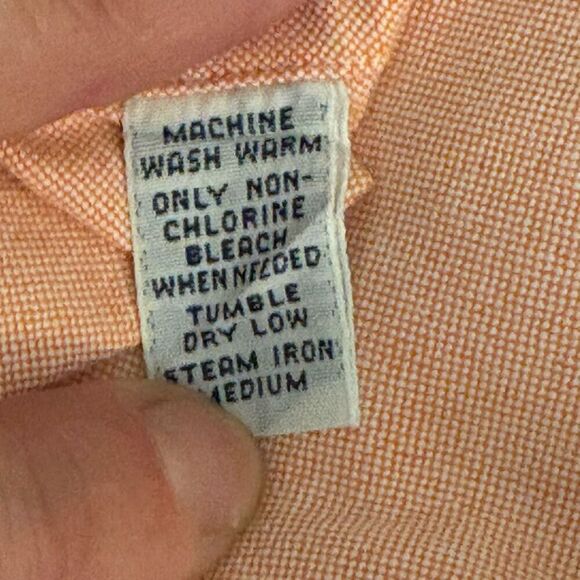 MACHINE
WASH WARM
ONLY NON-
CHLORINE
BLEACH
WHEN NEEDED
TUMBLE
DRY LOW
STEAM IRON
MEDIUM